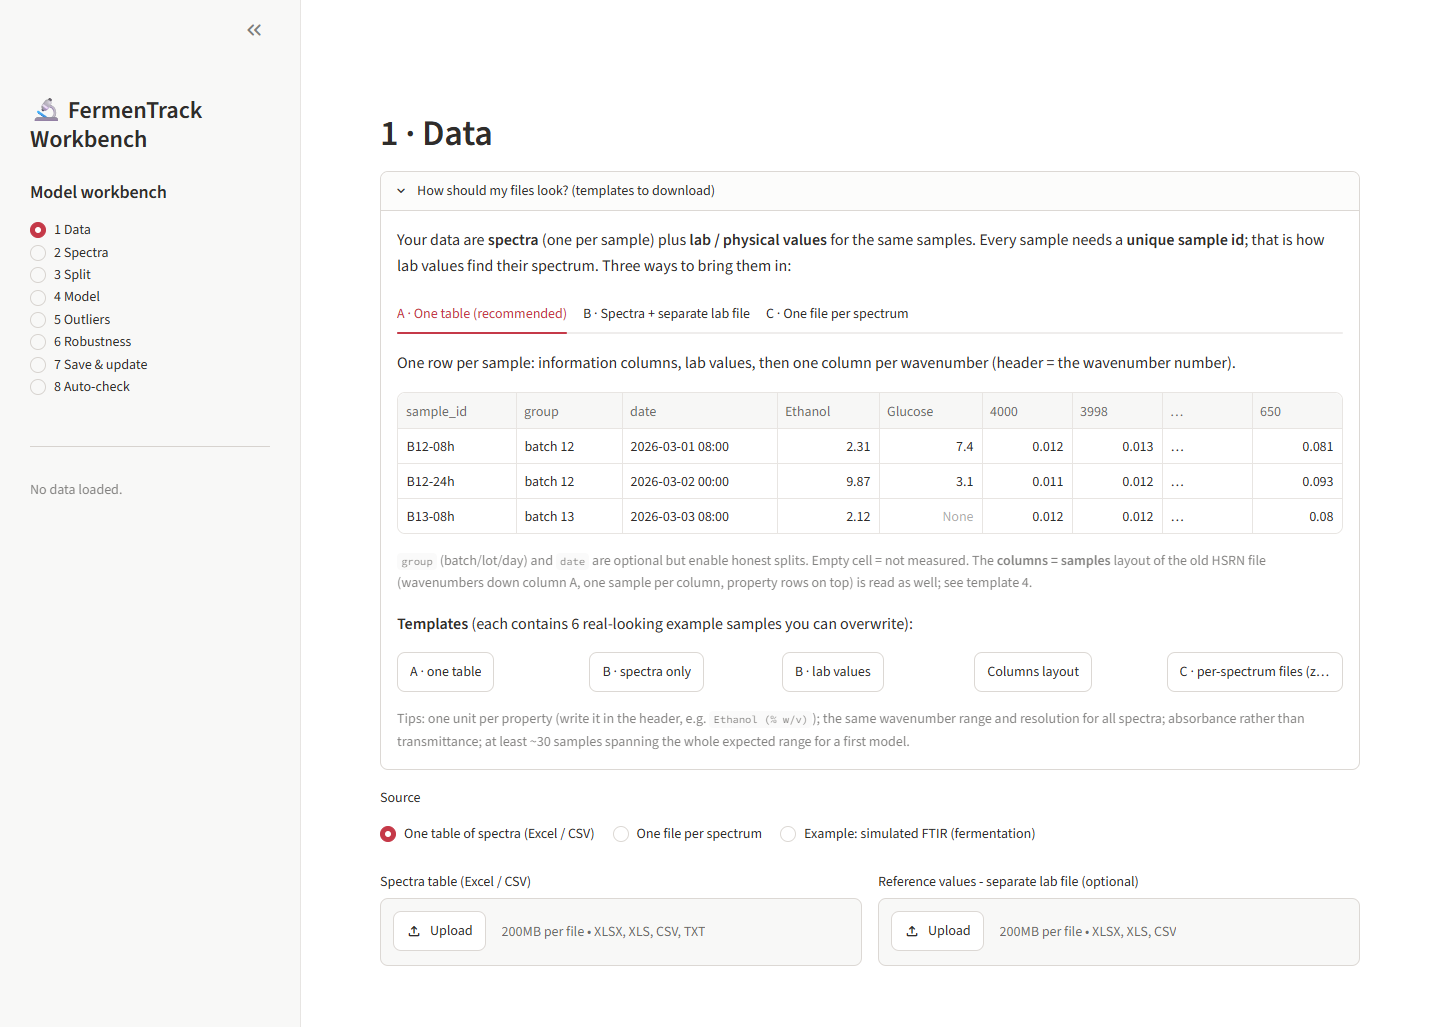 FermenTrack
Workbench
Model workbench
1 Data
2 Spectra
3 Split
4 Model
5 Outliers
6 Robustness
7 Save & update
8 Auto-check
No data loaded.
1 · Data
How should my files look? (templates to download)
Your data are spectra (one per sample) plus lab / physical values for the same samples. Every sample needs a unique sample id; that is how
lab values find their spectrum. Three ways to bring them in:
A · One table (recommended) B · Spectra + separate lab file C · One file per spectrum
One row per sample: information columns, lab values, then one column per wavenumber (header = the wavenumber number).
sample_id group date Ethanol Glucose 4000 3998 ... 650
B12-08h batch 12 2026-03-01 08:00 2.31 7.4 0.012 0.013 ... 0.081
B12-24h batch 12 2026-03-02 00:00 9.87 3.1 0.011 0.012 ... 0.093
B13-08h batch 13 2026-03-03 08:00 2.12 None 0.012 0.012 ... 0.08
group (batch/lot/day) and date are optional but enable honest splits. Empty cell = not measured. The columns = samples layout of the old HSRN file
(wavenumbers down column A, one sample per column, property rows on top) is read as well; see template 4.
Templates (each contains 6 real-looking example samples you can overwrite):
A · one table B · spectra only B · lab values Columns layout C · per-spectrum files (z...
Tips: one unit per property (write it in the header, e.g. Ethanol (% w/v) ); the same wavenumber range and resolution for all spectra; absorbance rather than
transmittance; at least ~30 samples spanning the whole expected range for a first model.
Source
One table of spectra (Excel / CSV) One file per spectrum Example: simulated FTIR (fermentation)
Spectra table (Excel / CSV) Reference values - separate lab file (optional)
Upload 200MB per file • XLSX, XLS, CSV, TXT Upload 200MB per file • XLSX, XLS, CSV